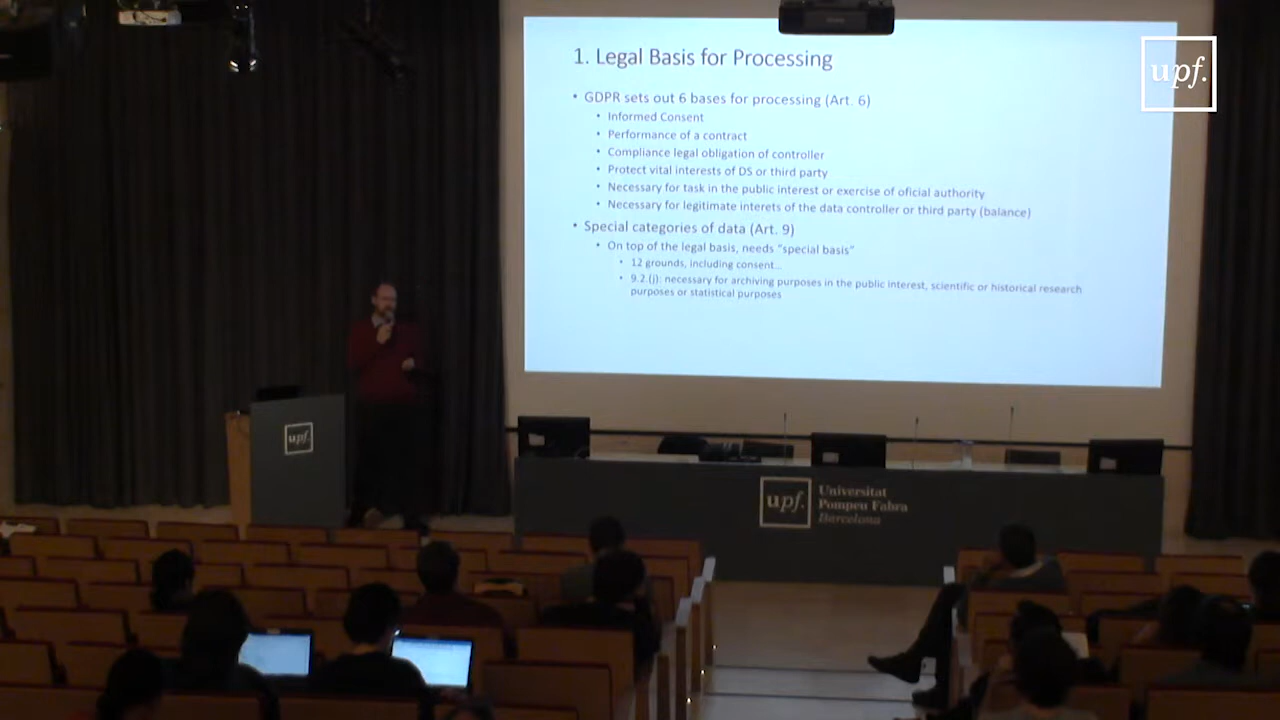 1. Legal Basis for Processing
• GDPR sets out 6 bases for processing (Art. 6)
• Informed Consent
• Performance of a contract
• Compliance legal obligation of controller
• Protect vital interests of DS or third party
• Necessary for task in the public interest or exercise of oficial authority
• Necessary for legitimate interets of the data controller or third party (balance)
• Special categories of data (Art. 9)
• On top of the legal basis, needs "special basis"
• 12 grounds, including consent...
• 9.2.(j): necessary for archiving purposes in the public interest, scientific or historical research
purposes or statistical purposes
upf.
upf.
upf.
Universitat
Pompeu Fabra
Barcelona